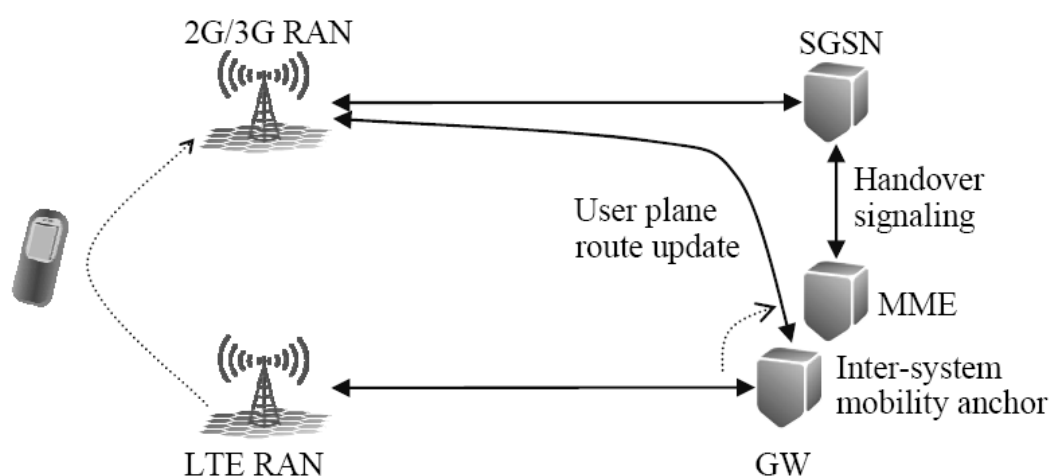 2G/3G RAN
SGSN
Handover
signaling
User plane
route update
MME
Inter-system
mobility anchor
LTE RAN
GW